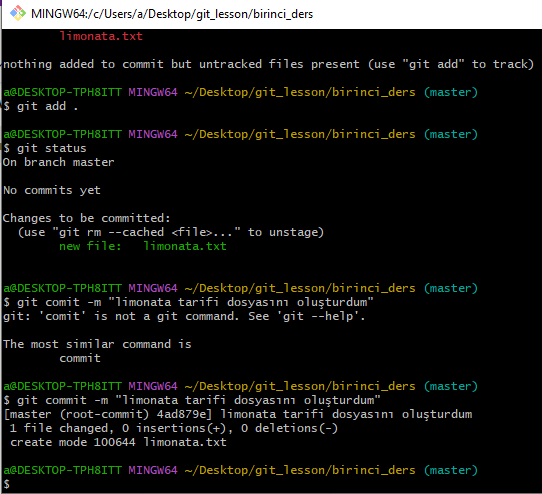 MINGW64:/c/Users/a/Desktop/git_lesson/birinci_ders
limonata.txt
nothing added to commit but untracked files present (use "git add" to track)
a@DESKTOP-TPH8ITT MINGW64 ~/Desktop/git_lesson/birinci_ders (master)
$ git add .
a@DESKTOP-TPH8ITT MINGW64 ~/Desktop/git_lesson/birinci_ders (master)
$ git status
On branch master
No commits yet
Changes to be committed:
(use "git rm --cached <file>..." to unstage)
new file:   limonata.txt
a@DESKTOP-TPH8ITT MINGW64 ~/Desktop/git_lesson/birinci_ders (master)
$ git comit -m "limonata tarifi dosyasını oluşturdum"
git: 'comit' is not a git command. See 'git --help'.
The most similar command is
commit
a@DESKTOP-TPH8ITT MINGW64 ~/Desktop/git_lesson/birinci_ders (master)
$ git commit -m "limonata tarifi dosyasını oluşturdum"
[master (root-commit) 4ad879e] limonata tarifi dosyasını oluşturdum
1 file changed, 0 insertions(+), 0 deletions(-)
create mode 100644 limonata.txt
a@DESKTOP-TPH8ITT MINGW64 ~/Desktop/git_lesson/birinci_ders (master)
$